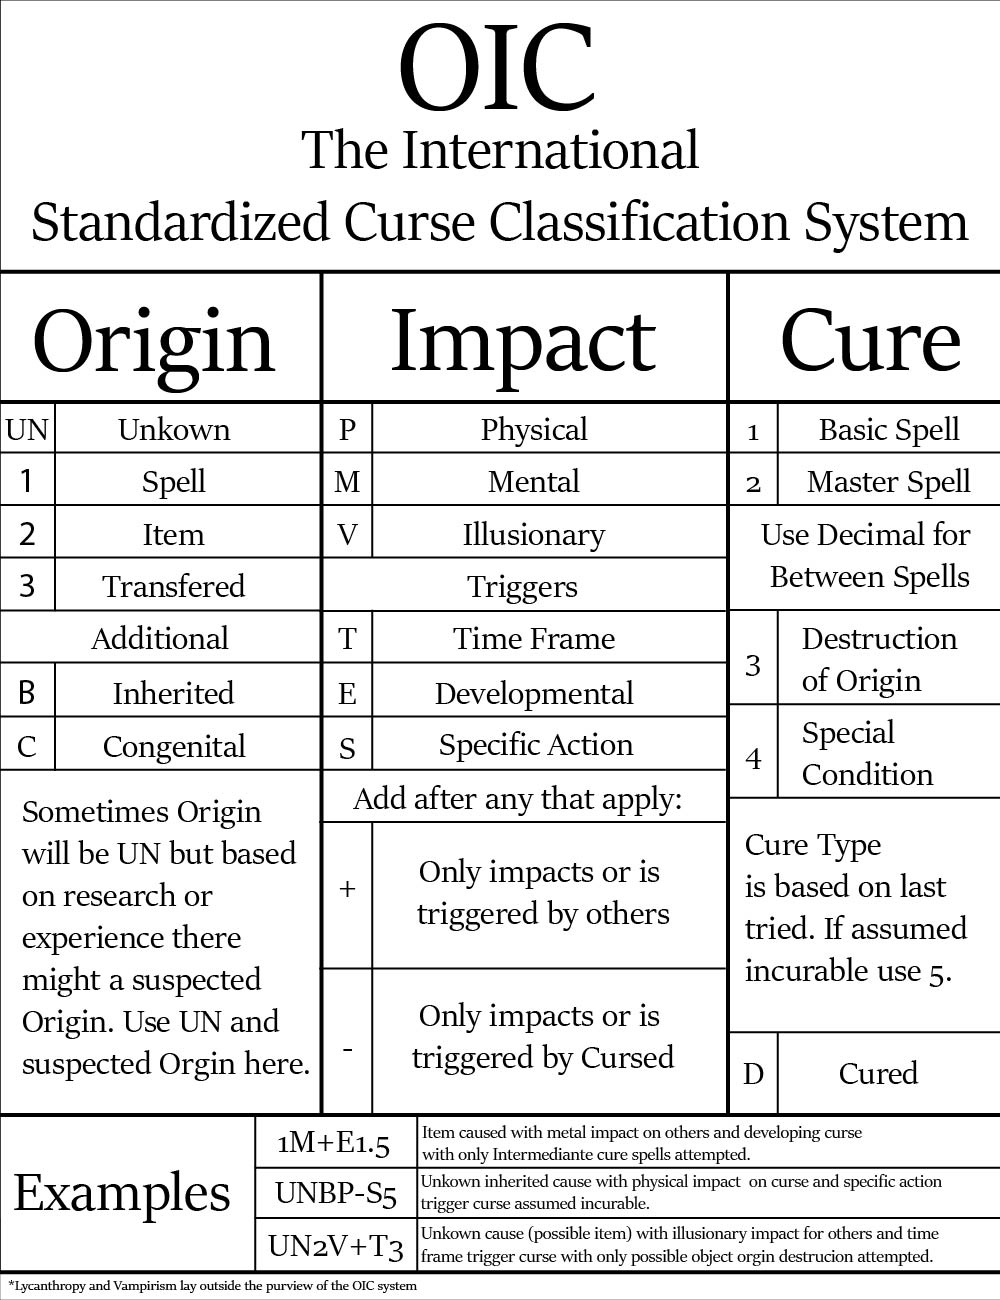 OIC
The International
Standardized Curse Classification System
Origin
UN Unkown
1 Spell
2 Item
3 Transfered
Additional
B Inherited
C Congenital
Sometimes Origin
will be UN but based
on research or
experience there
might a suspected
Origin. Use UN and
suspected Orgin here.
Impact
P Physical
M Mental
V Illusionary
Triggers
T Time Frame
E Developmental
S Specific Action
Add after any that apply:
+ Only impacts or is
triggered by others
- Only impacts or is
triggered by Cursed
Cure
1 Basic Spell
2 Master Spell
Use Decimal for
Between Spells
3 Destruction
of Origin
4 Special
Condition
Cure Type
is based on last
tried. If assumed
incurable use 5.
D Cured
Examples
1M+E1.5 Item caused with metal impact on others and developing curse
with only Intermediante cure spells attempted.
UNBP-S5 Unkown inherited cause with physical impact on curse and specific action
trigger curse assumed incurable.
UN2V+T3 Unkown cause (possible item) with illusionary impact for others and time
frame trigger curse with only possible object orgin destrucion attempted.
*Lycanthropy and Vampirism lay outside the purview of the OIC system